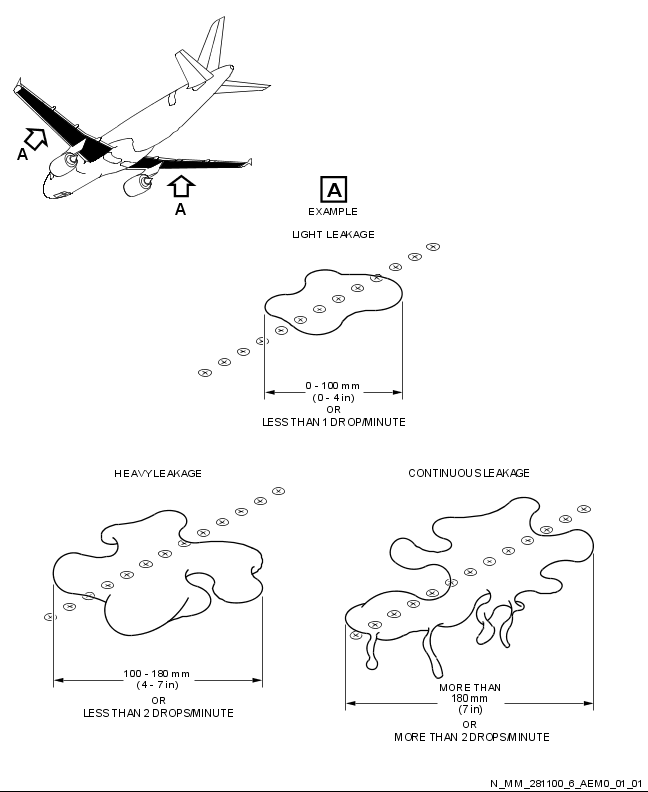 A
A
A
EXAMPLE
LIGHT LEAKAGE
0 - 100 mm
(0 - 4 in)
OR
LESS THAN 1 DROP/MINUTE
HEAVY LEAKAGE
CONTINUOUS LEAKAGE
100 - 180 mm
(4 - 7 in)
OR
LESS THAN 2 DROPS/MINUTE
MORE THAN
180 mm
(7 in)
OR
MORE THAN 2 DROPS/MINUTE
N_MM_281100_6_AEM0_01_01